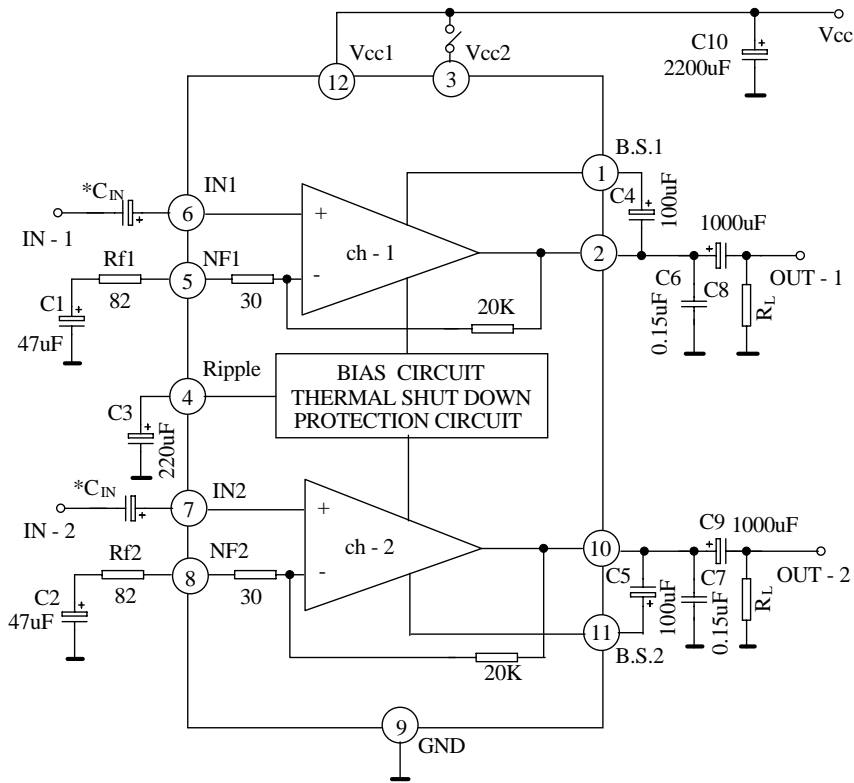 Vcc1
Vcc2
Vcc
C10
2200uF
12
3
B.S.1
1
C4
100uF
*CIN
IN1
6
IN - 1
+
ch - 1
-
2
1000uF
C6
C8
OUT - 1
0.15uF
RL
Rf1
NF1
5
82
30
20K
C1
47uF
Ripple
4
BIAS CIRCUIT
THERMAL SHUT DOWN
PROTECTION CIRCUIT
C3
220uF
*CIN
IN2
7
IN - 2
+
ch - 2
-
10
C9
1000uF
C5
C7
OUT - 2
100uF
0.15uF
RL
Rf2
NF2
8
82
30
C2
47uF
11
B.S.2
20K
9
GND